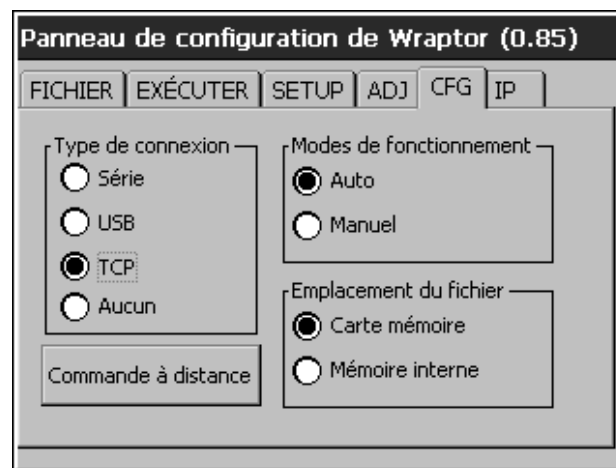 Panneau de configuration de Wraptor (0.85)
FICHIER EXÉCUTER SETUP ADJ CFG IP
Type de connexion
Série
USB
TCP
Aucun
Commande à distance
Modes de fonctionnement
Auto
Manuel
Emplacement du fichier
Carte mémoire
Mémoire interne